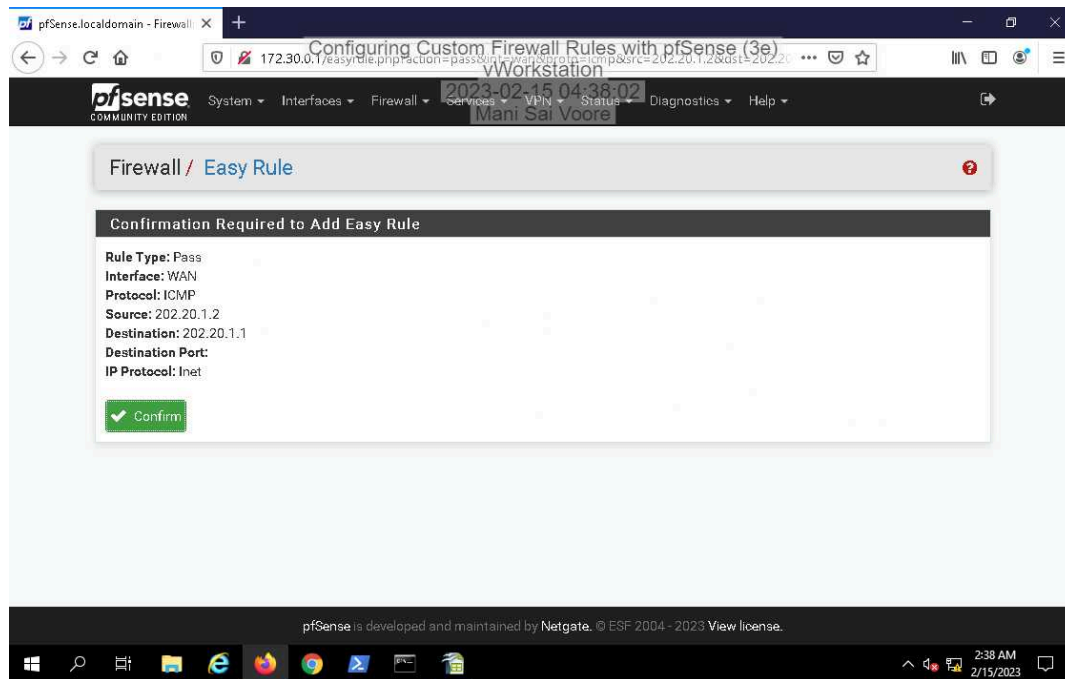 pfSense.localdomain - Firewall:
172.30.0.1/easyrule.php?action=pass&int=wan&proto=icmp&src=202.20.1.2&dst=202.2
Configuring Custom Firewall Rules with pfSense (3e)
vWorkstation
2023-02-15 04:38:02
Mani Sai Voore
pfsense
COMMUNITY EDITION
System Interfaces Firewall Services VPN Status Diagnostics Help
Firewall / Easy Rule
Confirmation Required to Add Easy Rule
Rule Type: Pass
Interface: WAN
Protocol: ICMP
Source: 202.20.1.2
Destination: 202.20.1.1
Destination Port:
IP Protocol: Inet
Confirm
pfSense is developed and maintained by Netgate. © ESF 2004 - 2023 View license.
2:38 AM
2/15/2023